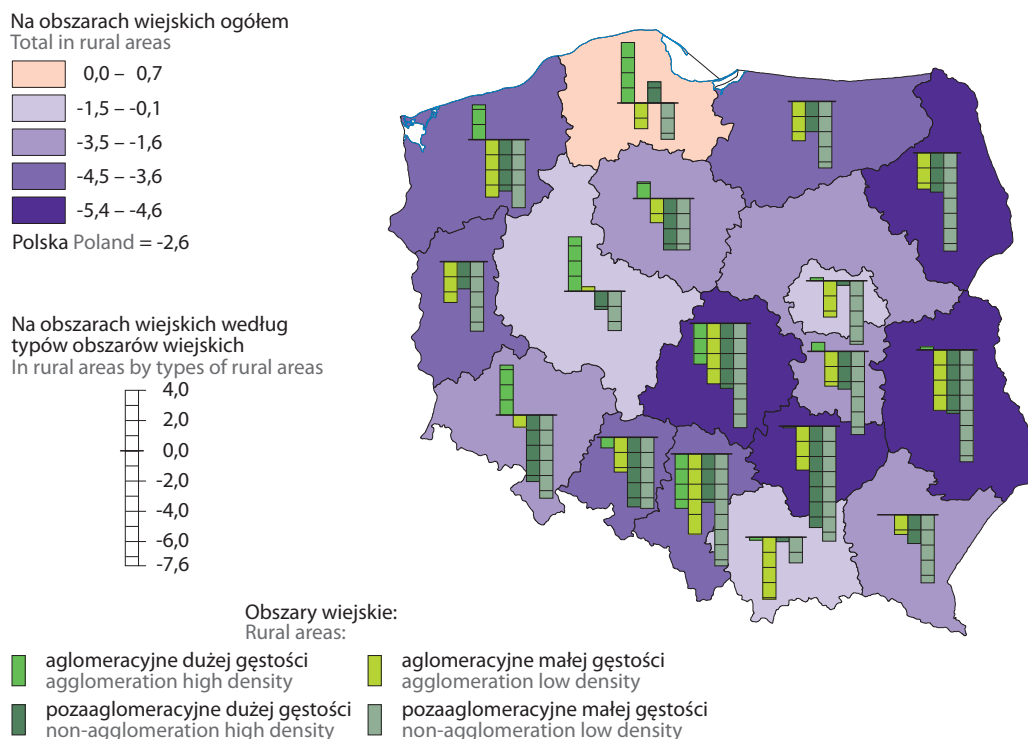 Na obszarach wiejskich ogółem
Total in rural areas
0,0 – 0,7
-1,5 – -0,1
-3,5 – -1,6
-4,5 – -3,6
-5,4 – -4,6
Polska Poland = -2,6
Na obszarach wiejskich według
typów obszarów wiejskich
In rural areas by types of rural areas
4,0
2,0
0,0
-2,0
-4,0
-6,0
-7,6
Obszary wiejskie:
Rural areas:
aglomeracyjne dużej gęstości
agglomeration high density
aglomeracyjne małej gęstości
agglomeration low density
pozaaglomeracyjne dużej gęstości
non-agglomeration high density
pozaaglomeracyjne małej gęstości
non-agglomeration low density